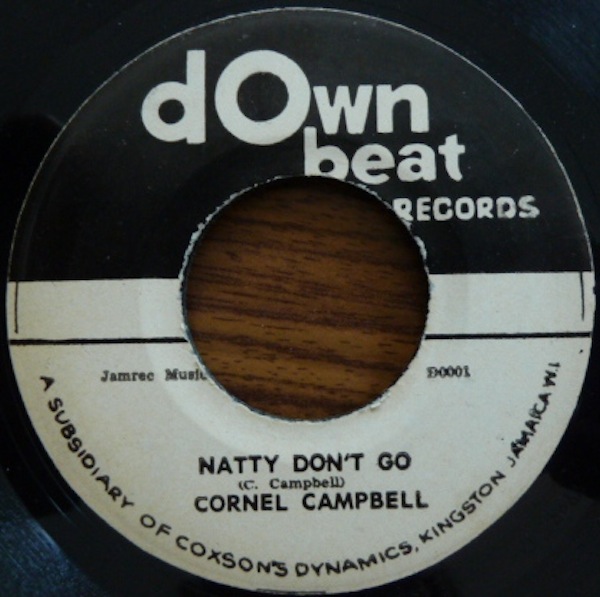 down
beat
RECORDS
Jamrec Music D0001
NATTY DON'T GO
(C. Campbell)
CORNEL CAMPBELL
A SUBSIDIARY OF COXSON'S DYNAMICS, KINGSTON JAMAICA W.I.